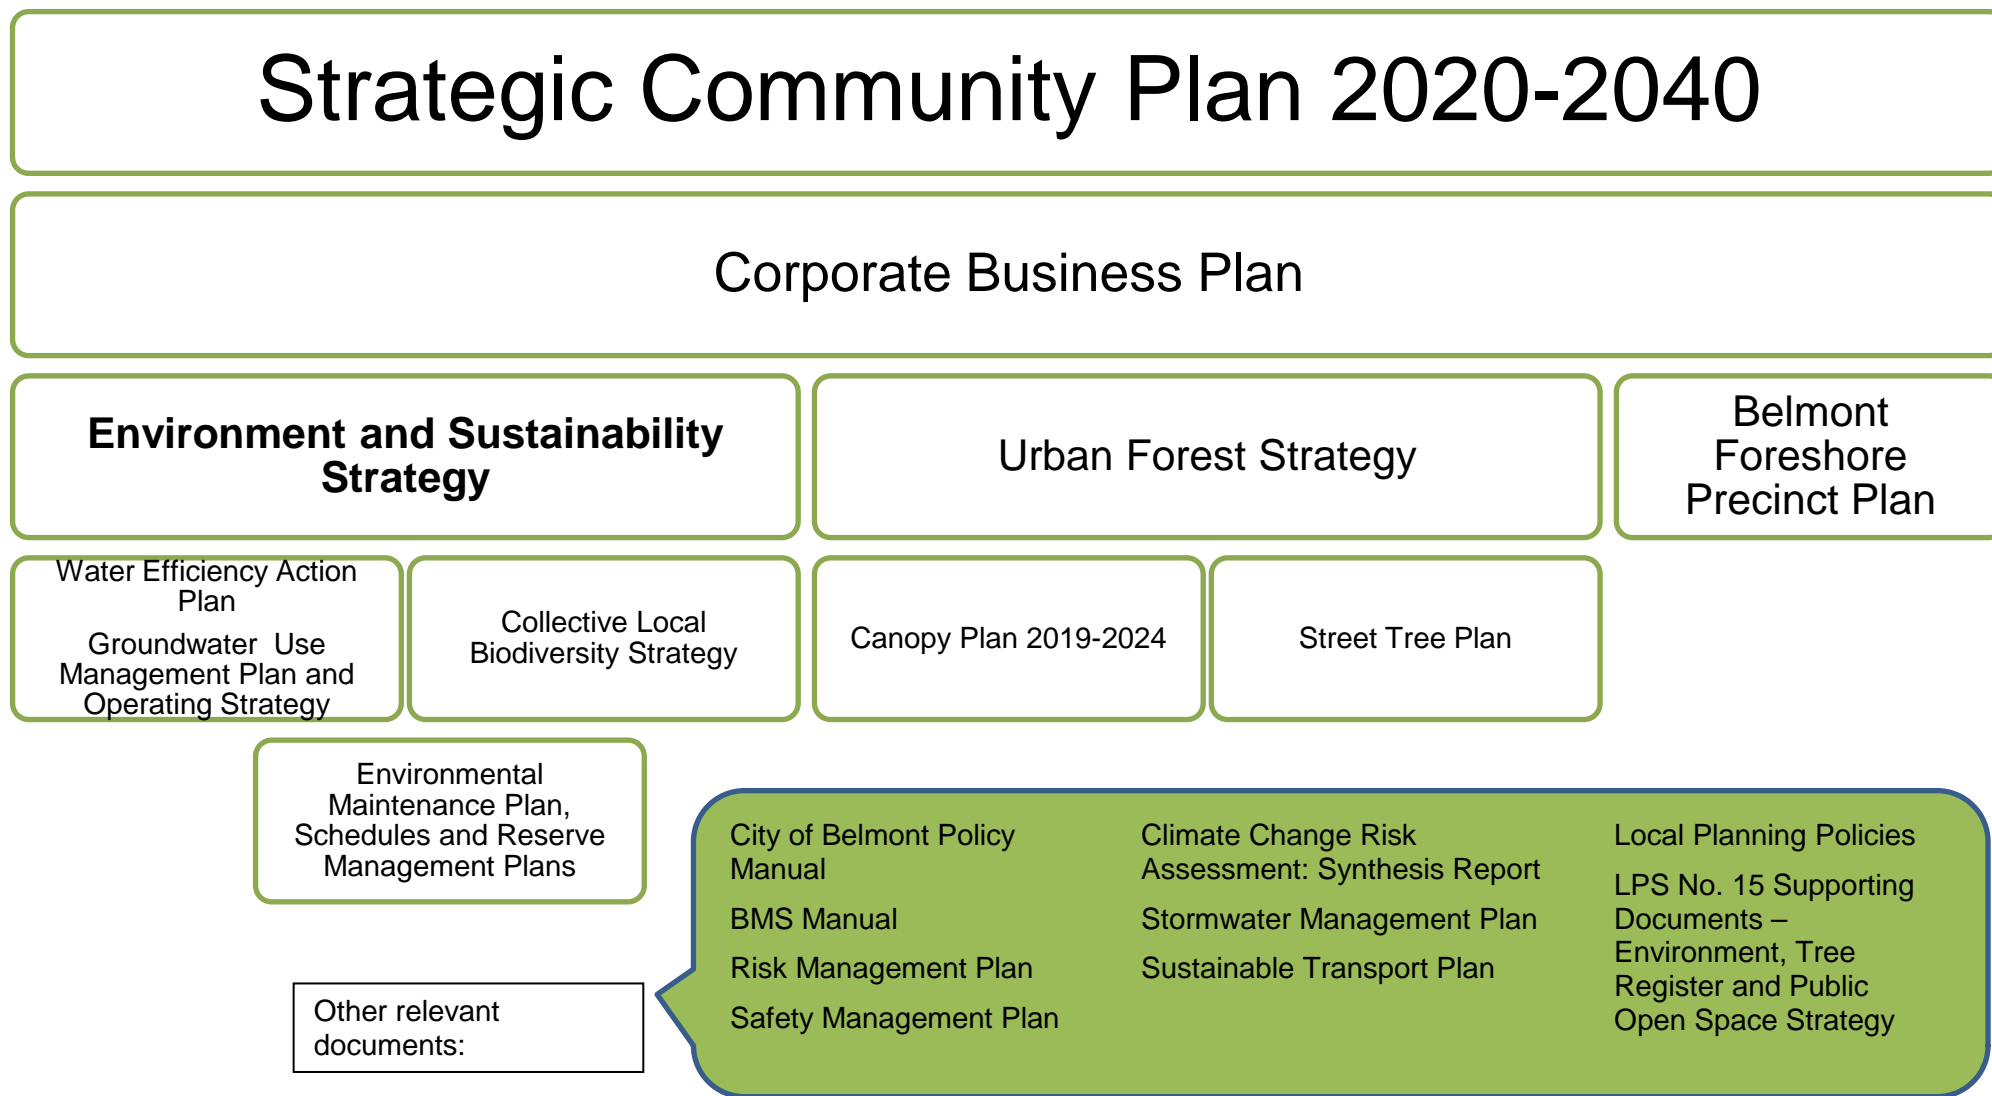 Strategic Community Plan 2020-2040
Corporate Business Plan
Environment and Sustainability
Strategy
Urban Forest Strategy
Belmont
Foreshore
Precinct Plan
Water Efficiency Action
Plan
Groundwater Use
Management Plan and
Operating Strategy
Collective Local
Biodiversity Strategy
Canopy Plan 2019-2024
Street Tree Plan
Environmental
Maintenance Plan,
Schedules and Reserve
Management Plans
Other relevant
documents:
City of Belmont Policy
Manual
BMS Manual
Risk Management Plan
Safety Management Plan
Climate Change Risk
Assessment: Synthesis Report
Stormwater Management Plan
Sustainable Transport Plan
Local Planning Policies
LPS No. 15 Supporting
Documents –
Environment, Tree
Register and Public
Open Space Strategy